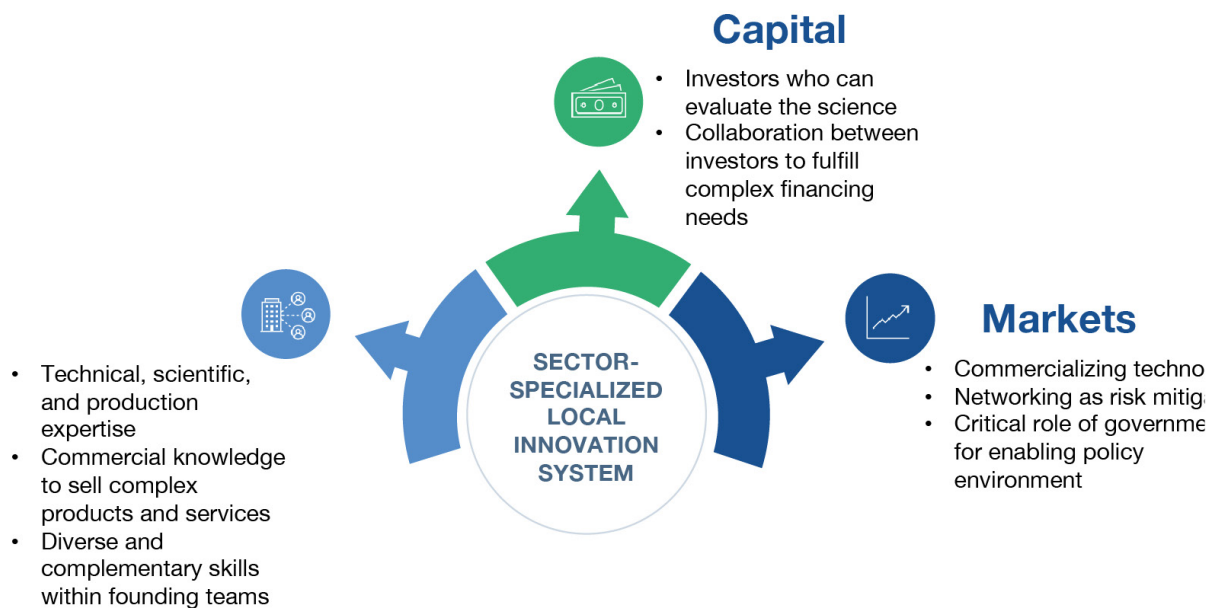 Capital
• Investors who can
evaluate the science
• Collaboration between
investors to fulfill
complex financing
needs
• Technical, scientific,
and production
expertise
• Commercial knowledge
to sell complex
products and services
• Diverse and
complementary skills
within founding teams
SECTOR-
SPECIALIZED
LOCAL
INNOVATION
SYSTEM
Markets
• Commercializing
• Networking as risk
• Critical role of
for enabling policy
environment